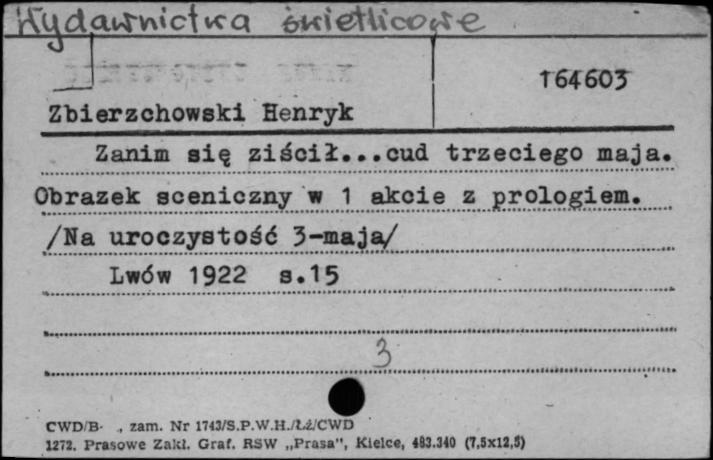 Wydawnictwa świetlicowe
164603
Zbierzchowski Henryk
Zanim się ziścił...cud trzeciego maja.
Obrazek sceniczny w 1 akcie z prologiem.
/Na uroczystość 3-maja/
Lwów 1922 s.15
3
CWD/B- , zam. Nr 1743/S.P.W.H./Łż/CWD
1272. Prasowe Zakł. Graf. RSW „Prasa", Kielce, 483.340 (7,5x12,5)